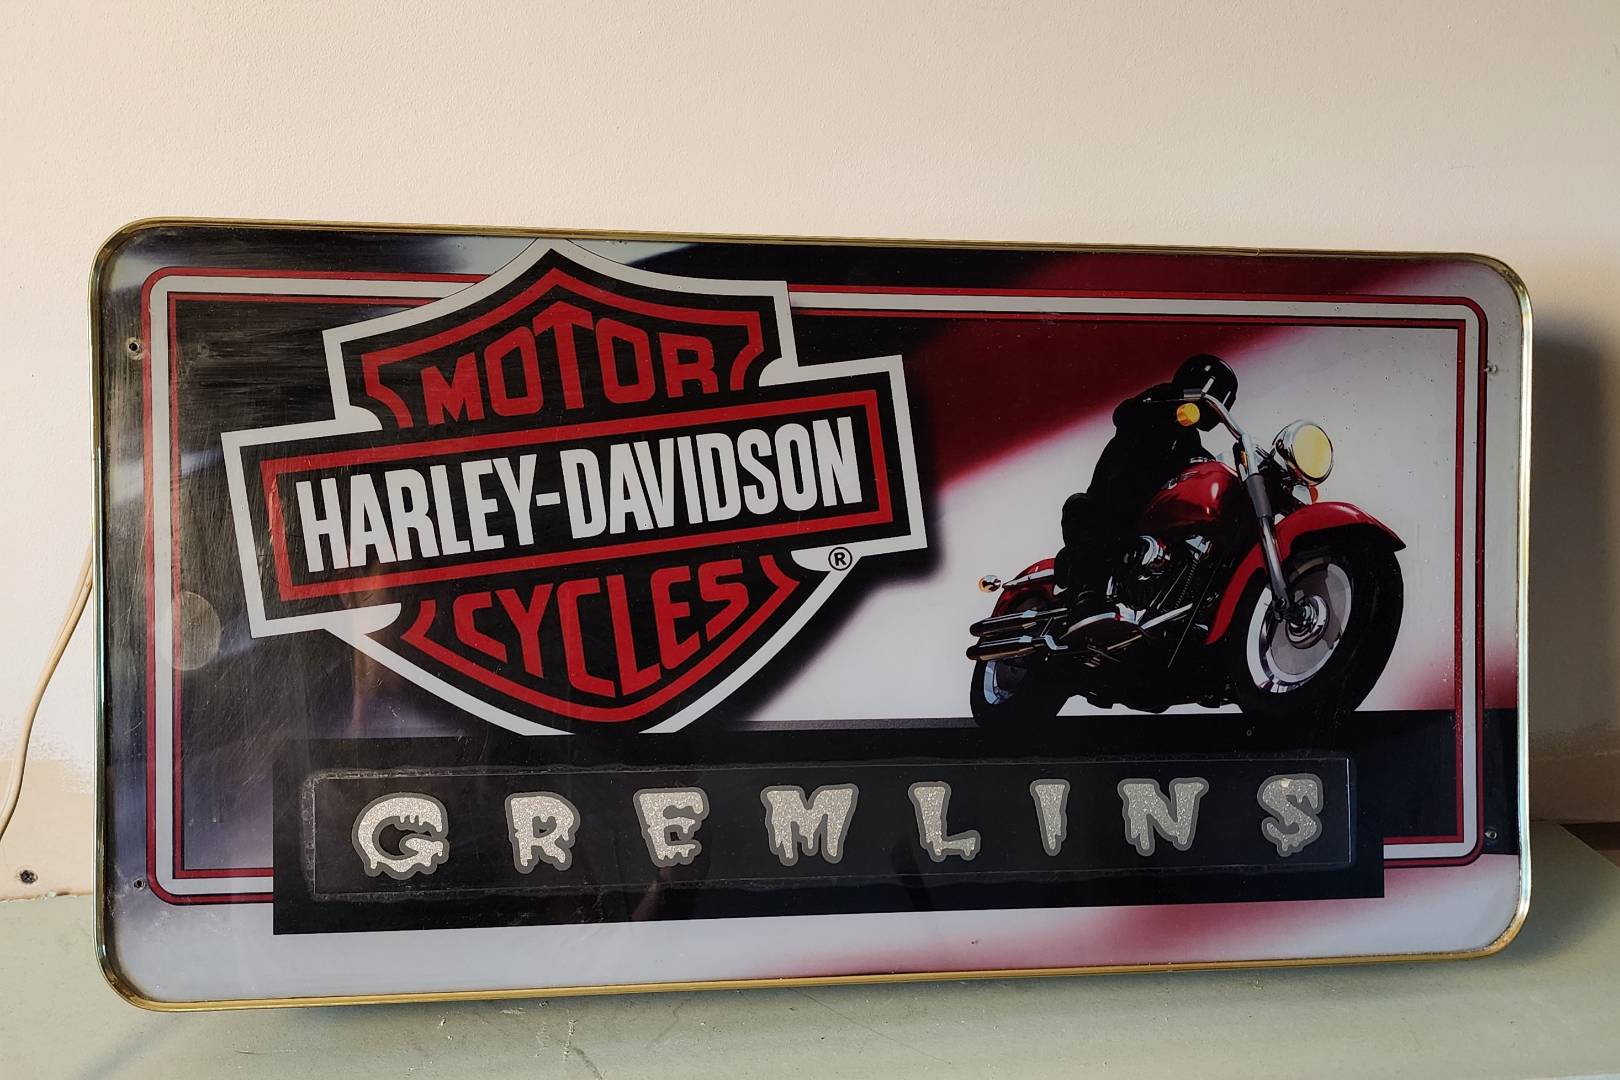 MOTOR
HARLEY-DAVIDSON
®
CYCLES
GREMLINS